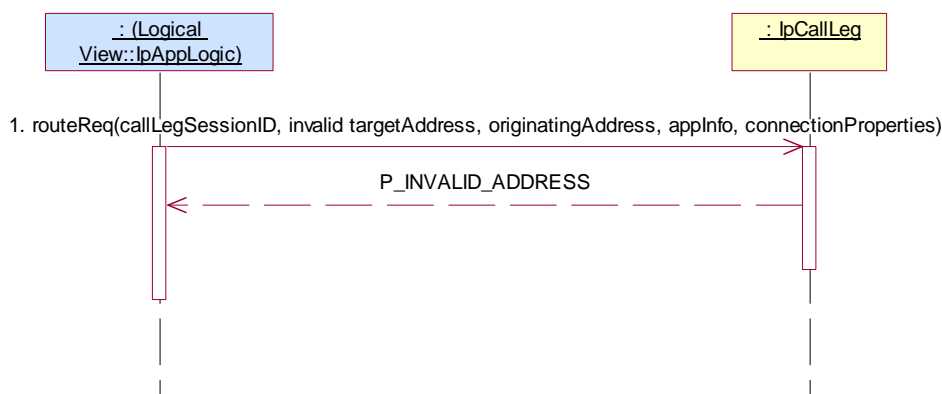 : (Logical
View::IpAppLogic)
: IpCallLeg
1. routeReq(callLegSessionID, invalid targetAddress, originatingAddress, appInfo, connectionProperties)
P_INVALID_ADDRESS